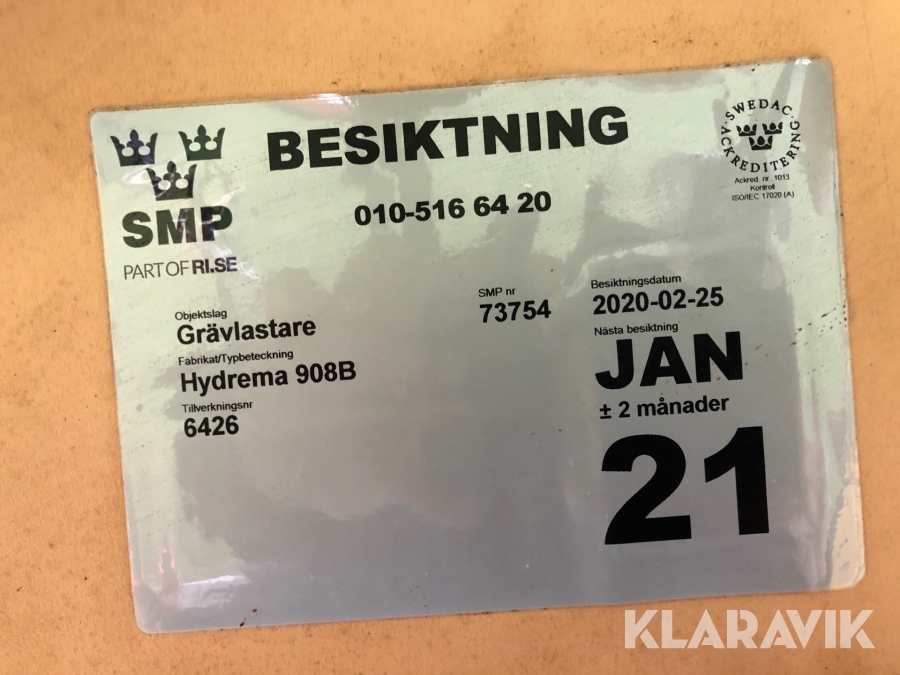 BESIKTNING
010-516 64 20
SMP
PART OF RI.SE
SWEDAC
ACKREDITERING
Ackred. nr 1013
Kontroll
ISO/IEC 17020 (A)
Objektslag
Grävlastare
Fabrikat/Typbeteckning
Hydrema 908B
Tillverkningsnr
6426
SMP nr
73754
Besiktningsdatum
2020-02-25
Nästa besiktning
JAN
± 2 månader
21
KLARAVIK